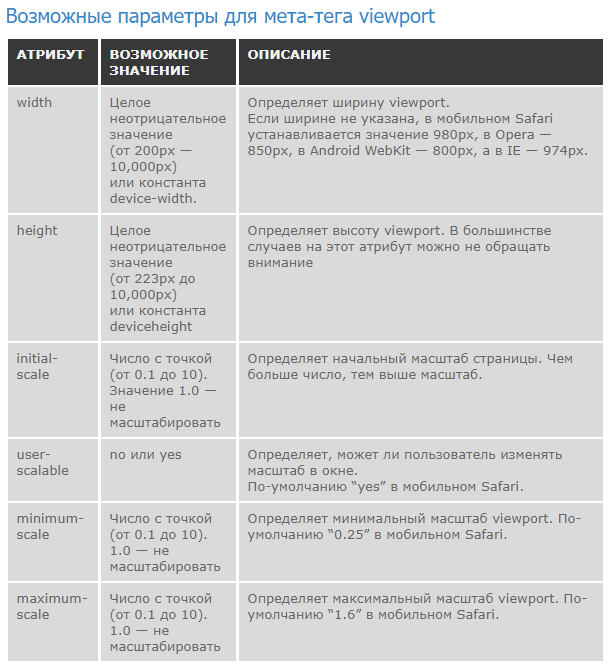 Возможные параметры для мета-тега viewport
АТРИБУТ
ВОЗМОЖНОЕ
ЗНАЧЕНИЕ
ОПИСАНИЕ
width
Целое
неотрицательное
значение
(от 200px —
10,000px)
или константа
device-width.
Определяет ширину viewport.
Если ширине не указана, в мобильном Safari
устанавливается значение 980px, в Opera —
850px, в Android WebKit — 800px, а в IE — 974px.
height
Целое
неотрицательное
значение
(от 223px до
10,000px)
или константа
deviceheight
Определяет высоту viewport. В большинстве
случаев на этот атрибут можно не обращать
внимание
initial-
scale
Число с точкой
(от 0.1 до 10).
Значение 1.0 —
не
масштабировать
Определяет начальный масштаб страницы. Чем
больше число, тем выше масштаб.
user-
scalable
no или yes
Определяет, может ли пользователь изменять
масштаб в окне.
По-умолчанию “yes” в мобильном Safari.
minimum-
scale
Число с точкой
(от 0.1 до 10).
1.0 — не
масштабировать
Определяет минимальный масштаб viewport. По-
умолчанию “0.25” в мобильном Safari.
maximum-
scale
Число с точкой
(от 0.1 до 10).
1.0 — не
масштабировать
Определяет максимальный масштаб viewport. По-
умолчанию “1.6” в мобильном Safari.